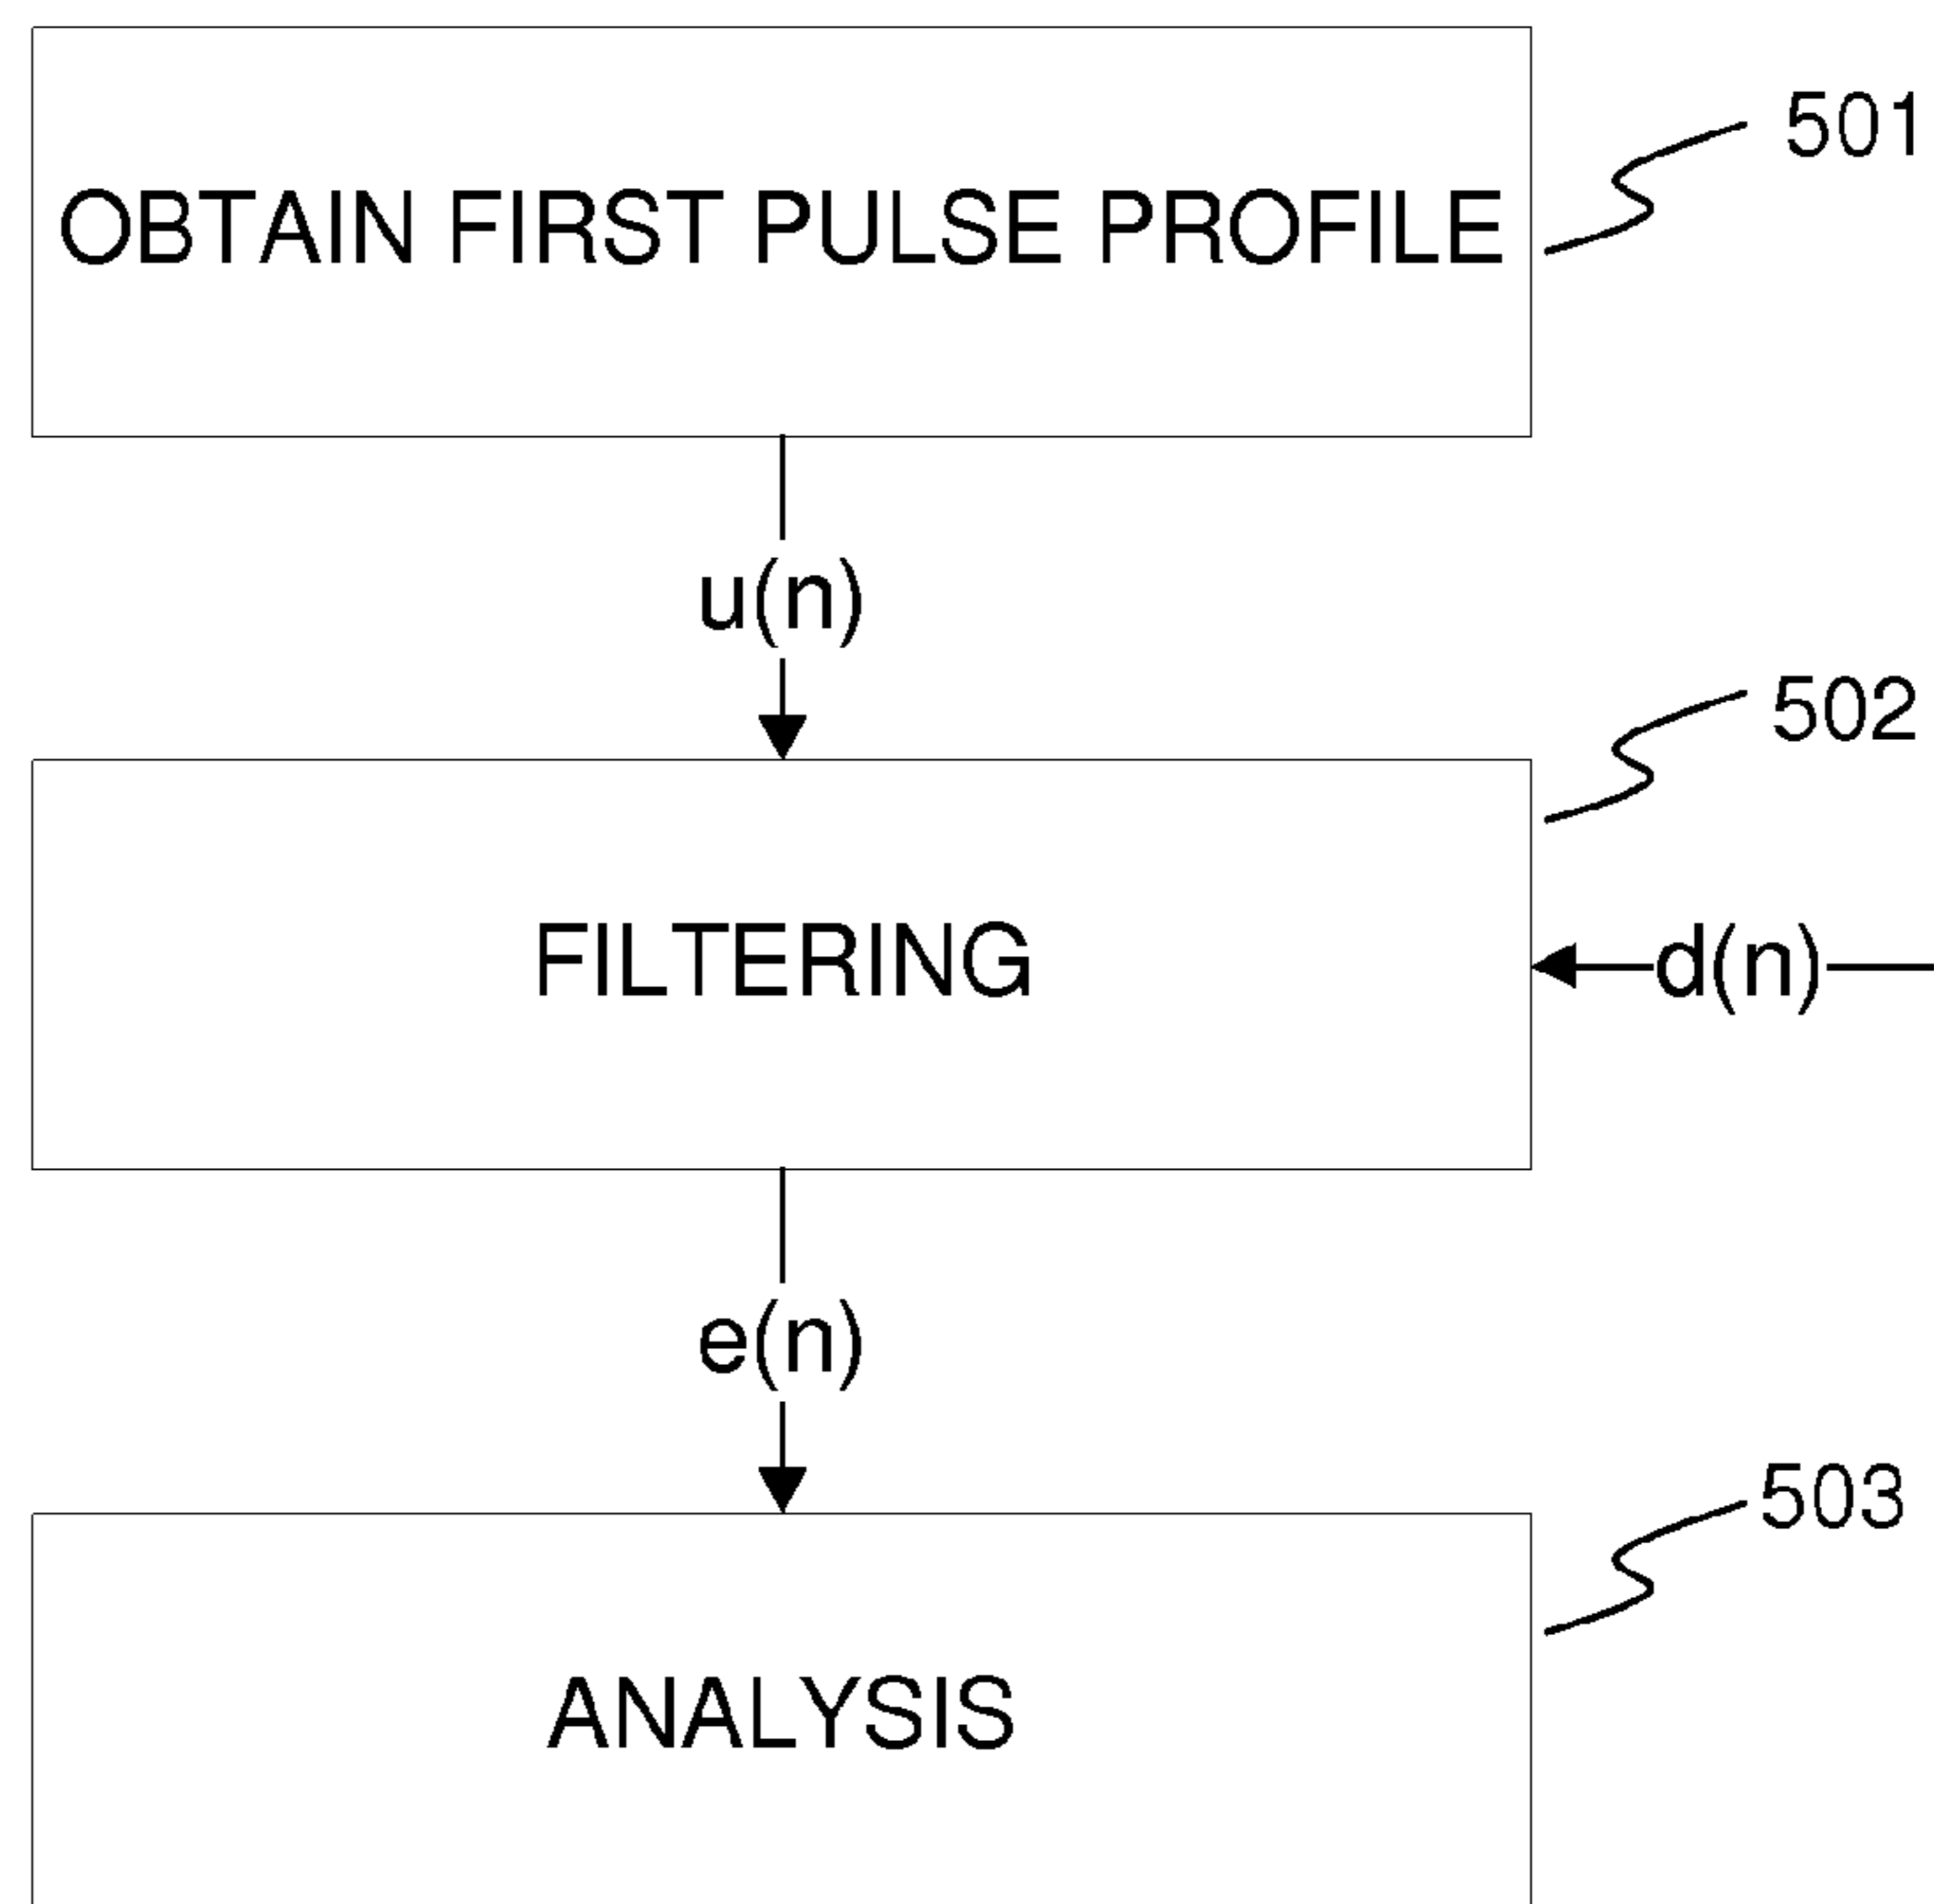 501
OBTAIN FIRST PULSE PROFILE
u(n)
502
FILTERING
d(n)
e(n)
503
ANALYSIS